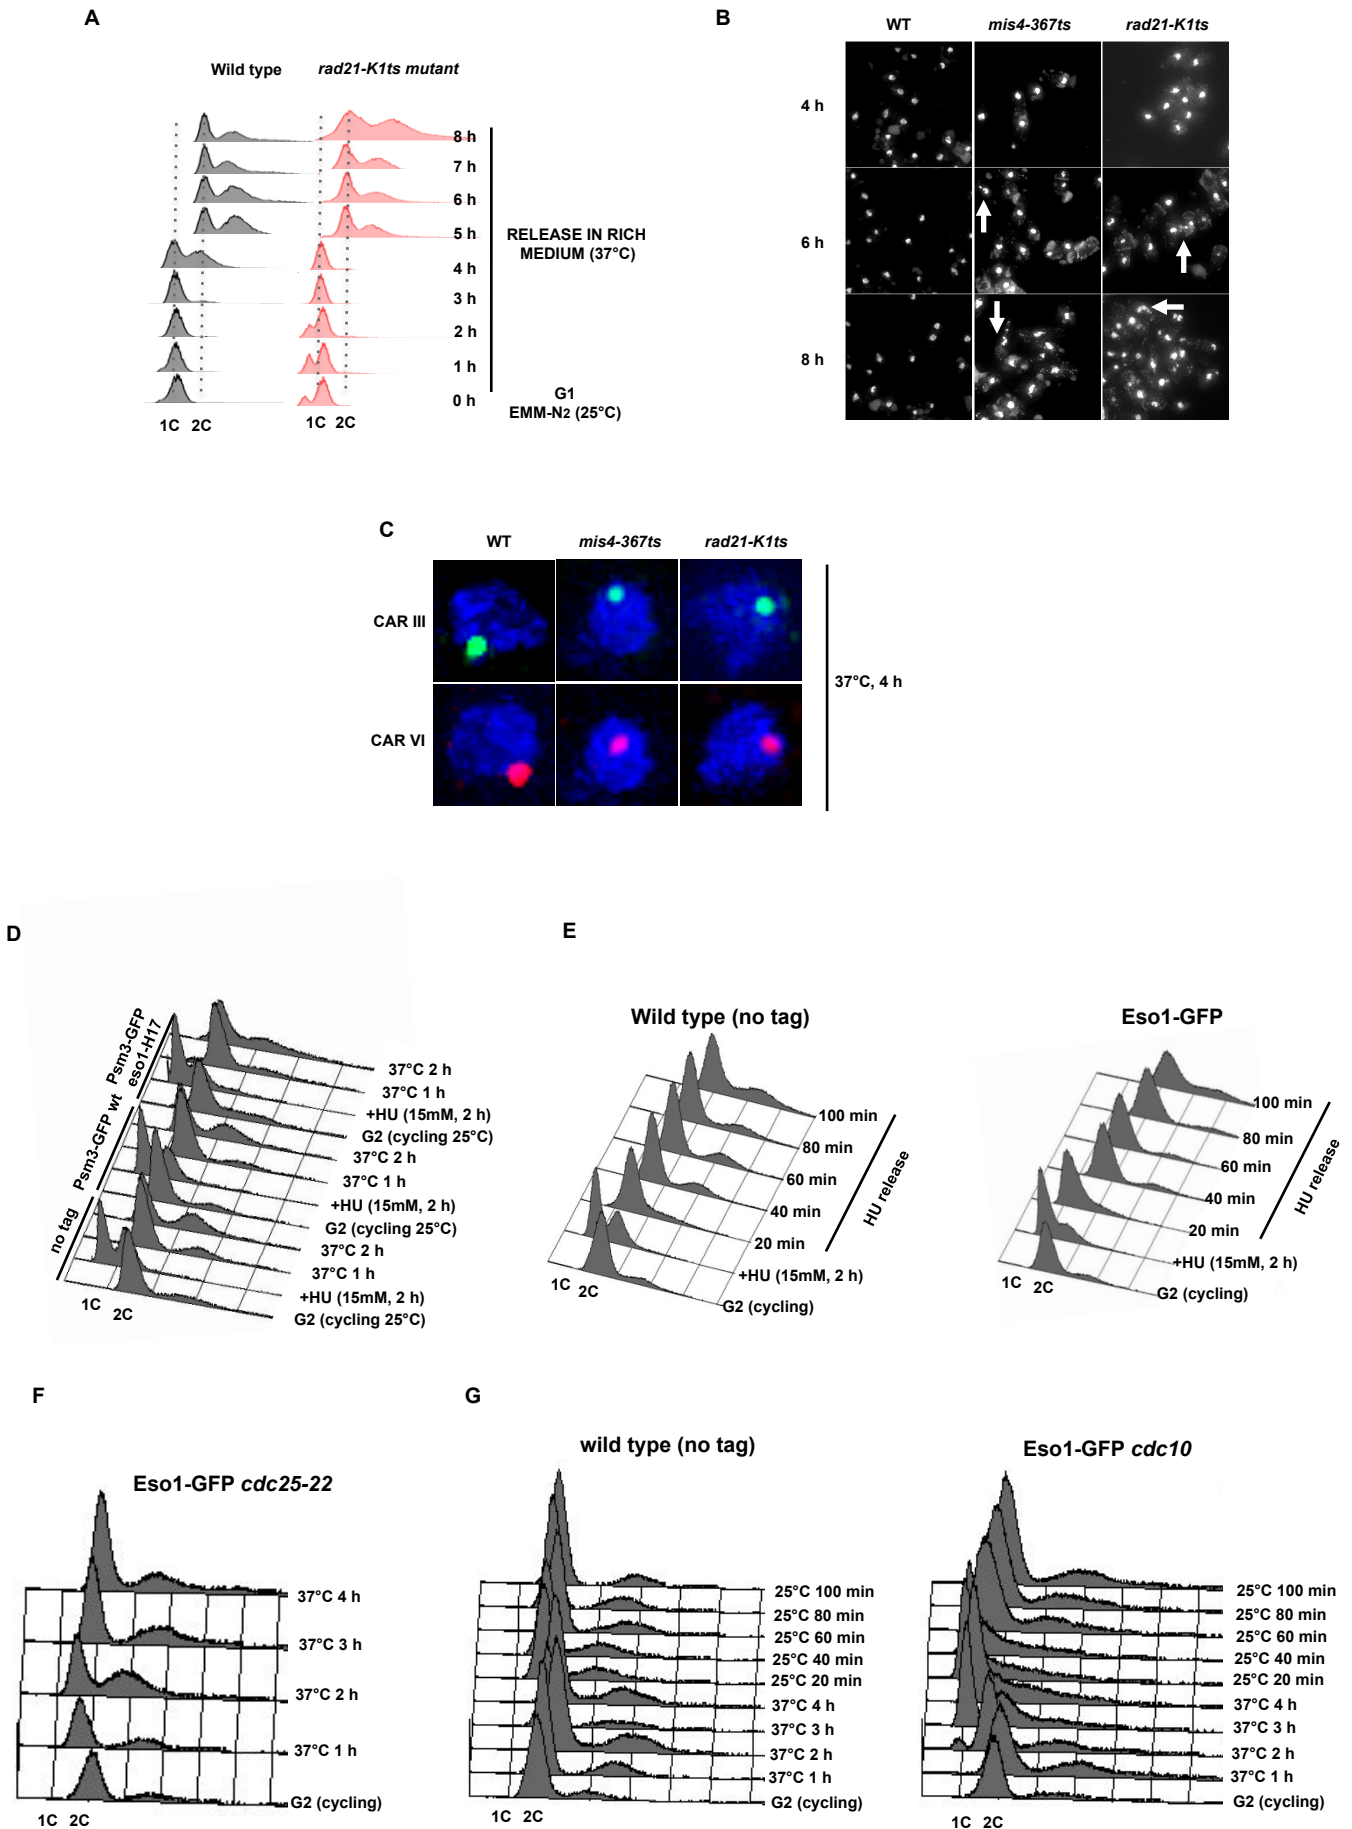 A
Wild type
rad21-K1ts mutant
8 h
7 h
6 h
5 h
4 h
3 h
2 h
1 h
0 h
RELEASE IN RICH
MEDIUM (37°C)
G1
EMM-N2 (25°C)
1C 2C
1C 2C
B
WT
mis4-367ts
rad21-K1ts
4 h
6 h
8 h
C
WT
mis4-367ts
rad21-K1ts
CAR III
CAR VI
37°C, 4 h
D
Psm3-GFP
eso1-H17
Psm3-GFP wt
no tag
37°C 2 h
37°C 1 h
+HU (15mM, 2 h)
G2 (cycling 25°C)
37°C 2 h
37°C 1 h
+HU (15mM, 2 h)
G2 (cycling 25°C)
37°C 2 h
37°C 1 h
+HU (15mM, 2 h)
G2 (cycling 25°C)
1C
2C
E
Wild type (no tag)
100 min
80 min
60 min
40 min
20 min
+HU (15mM, 2 h)
G2 (cycling)
HU release
1C 2C
Eso1-GFP
100 min
80 min
60 min
40 min
20 min
+HU (15mM, 2 h)
G2 (cycling)
HU release
1C 2C
F
Eso1-GFP cdc25-22
37°C 4 h
37°C 3 h
37°C 2 h
37°C 1 h
G2 (cycling)
1C 2C
G
wild type (no tag)
25°C 100 min
25°C 80 min
25°C 60 min
25°C 40 min
25°C 20 min
37°C 4 h
37°C 3 h
37°C 2 h
37°C 1 h
G2 (cycling)
1C 2C
Eso1-GFP cdc10
25°C 100 min
25°C 80 min
25°C 60 min
25°C 40 min
25°C 20 min
37°C 4 h
37°C 3 h
37°C 2 h
37°C 1 h
G2 (cycling)
1C 2C